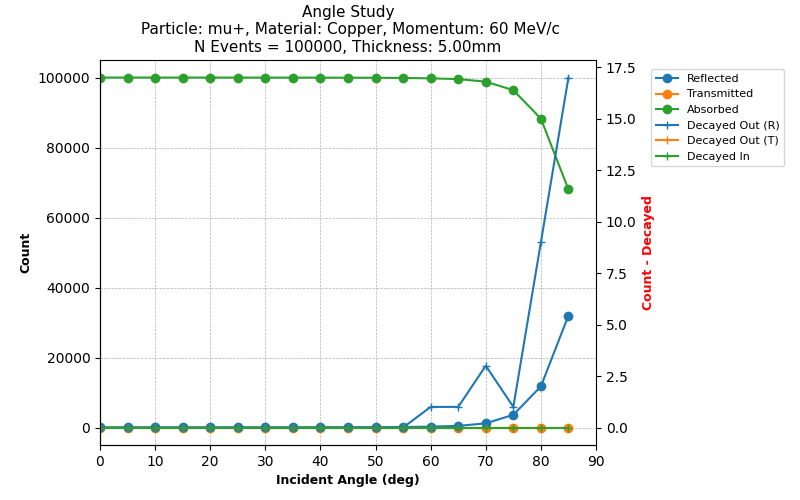 Angle Study
Particle: mu+, Material: Copper, Momentum: 60 MeV/c
N Events = 100000, Thickness: 5.00mm
100000
80000
60000
40000
20000
0
Count
0 10 20 30 40 50 60 70 80 90
Incident Angle (deg)
17.5
15.0
12.5
10.0
7.5
5.0
2.5
0.0
Count - Decayed
Reflected
Transmitted
Absorbed
Decayed Out (R)
Decayed Out (T)
Decayed In